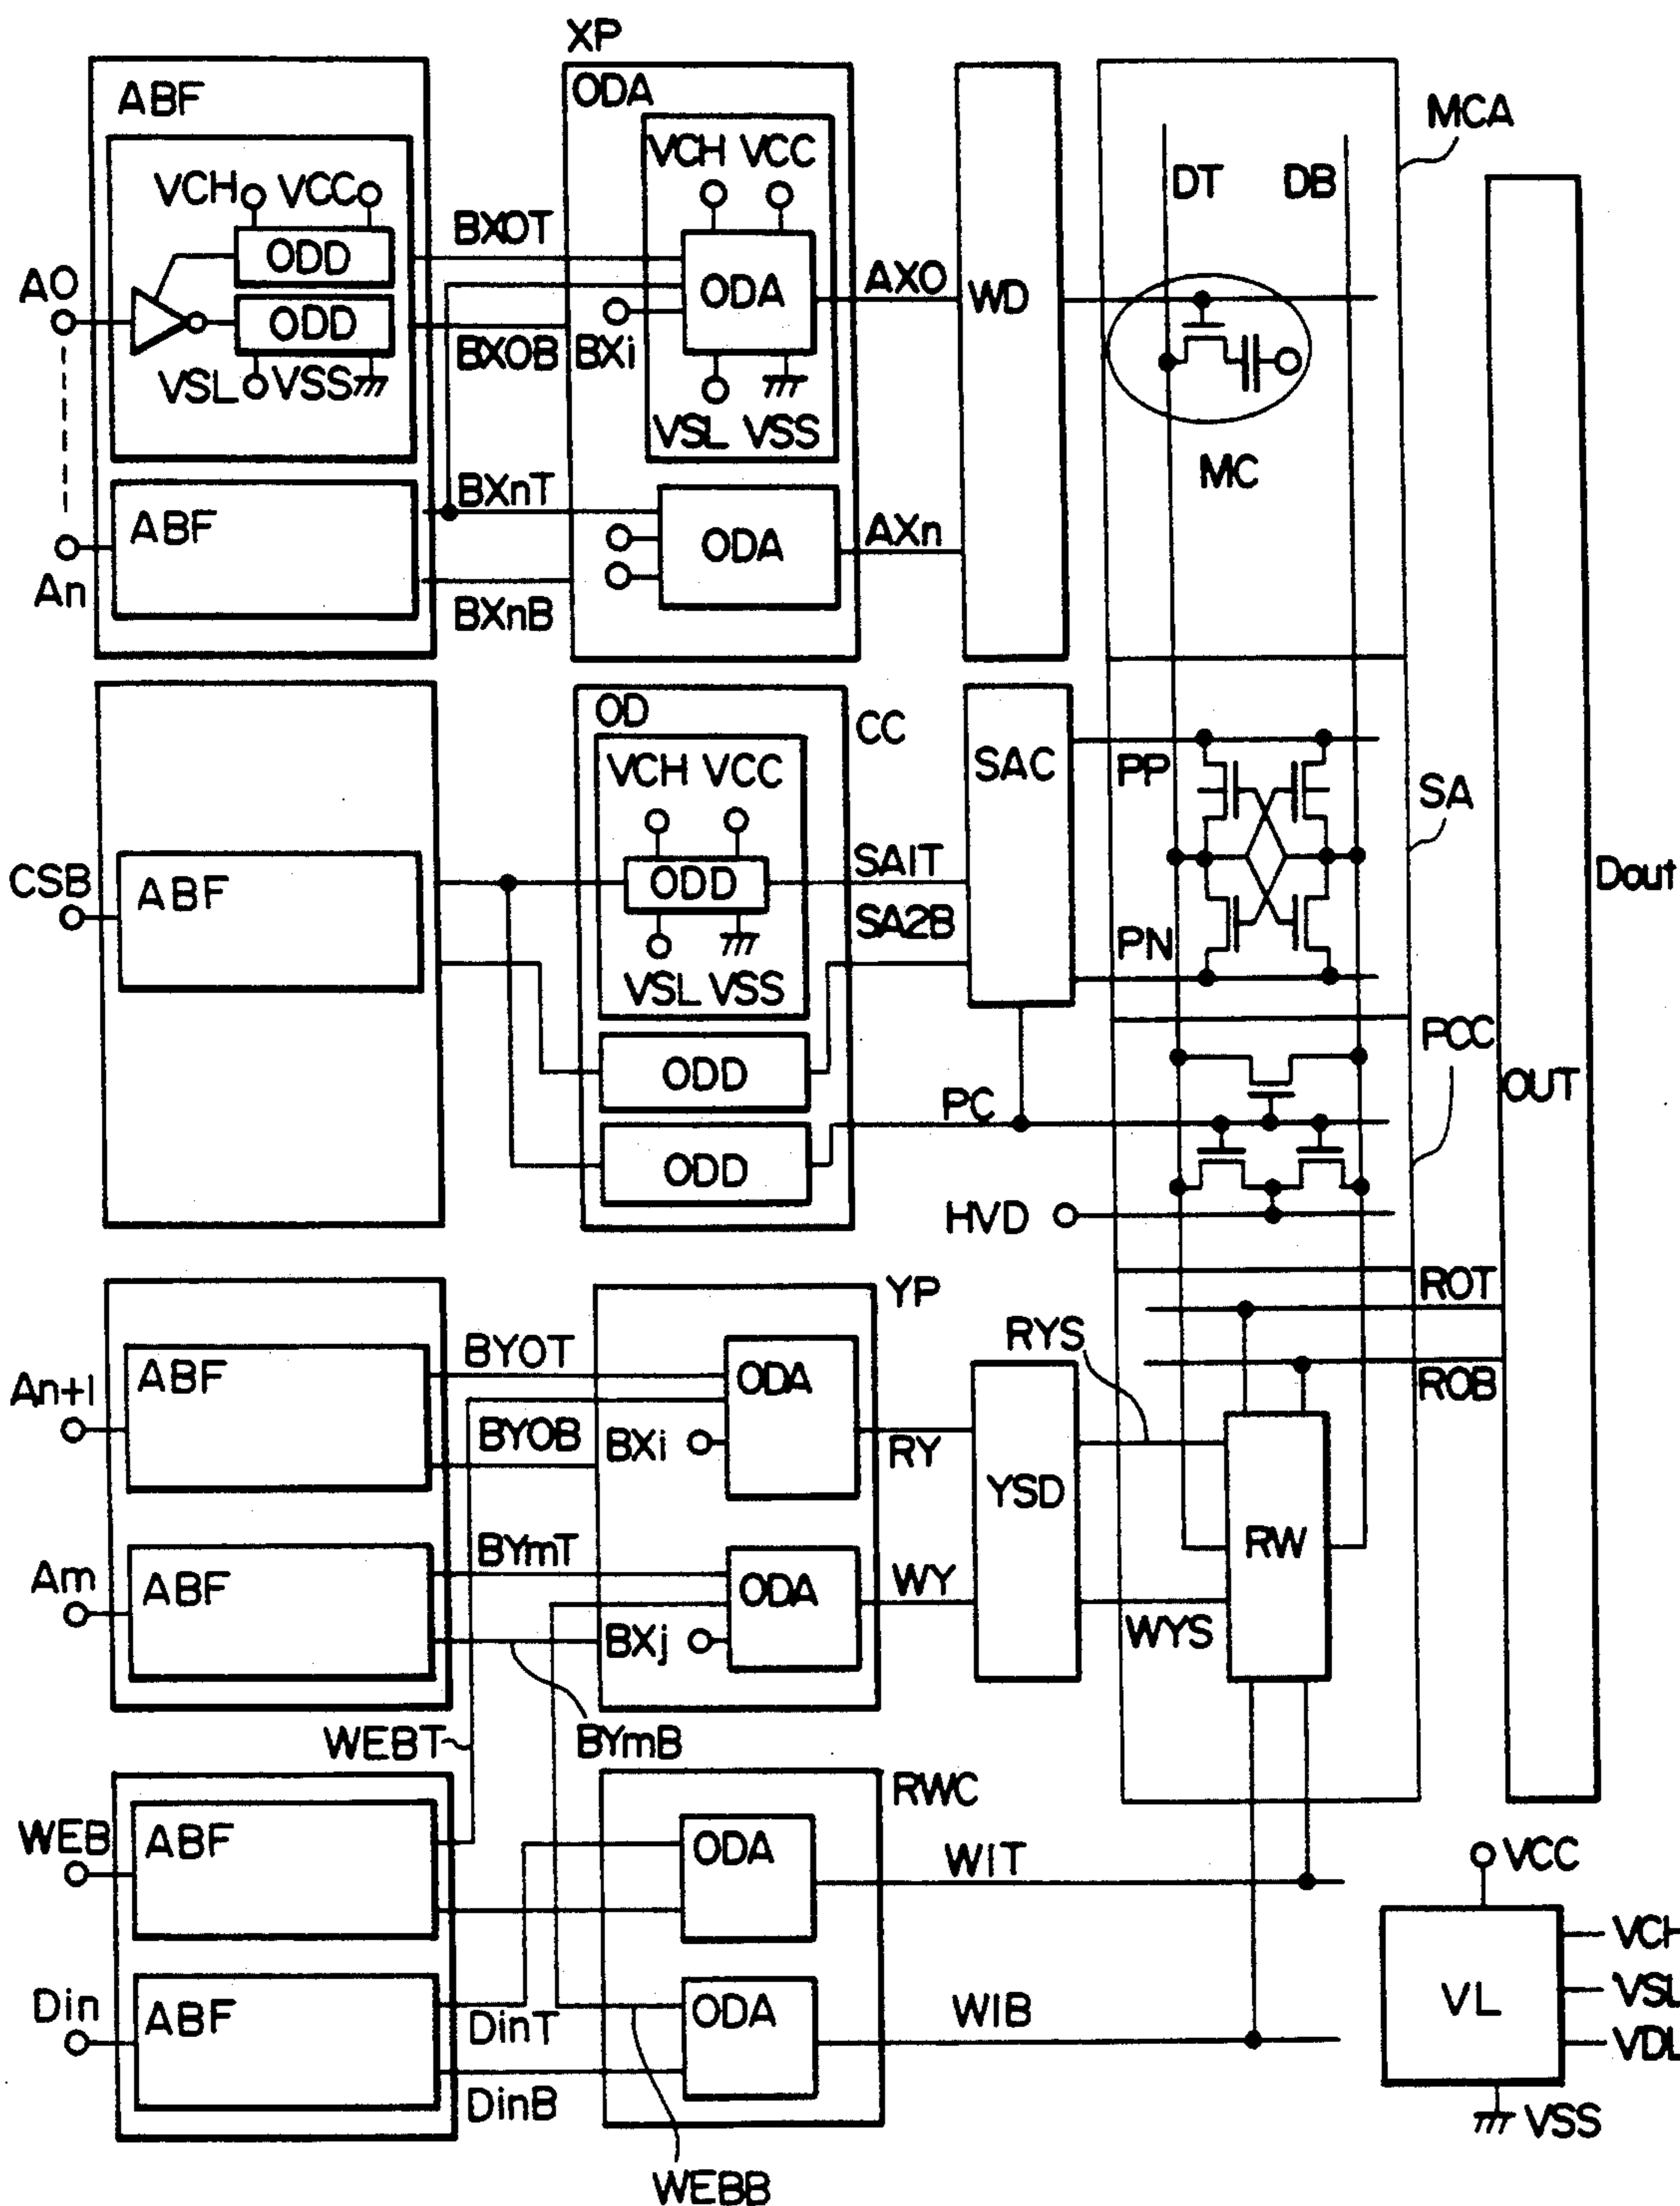 XP
ABF
ODA
MCA
VCH VCC
VCH VCC
DT DB
ODD
BXOT
AO
ODA
AXO
WD
ODD
BXOB
BXi
VSL VSS
VSL VSS
MC
BXnT
ABF
ODA
AXn
An
BXnB
OD
CC
SAC
PP
VCH VCC
SA
CSB
ABF
ODD
SA1T
Dout
SA2B
PN
VSL VSS
PCC
ODD
OUT
PC
ODD
HVD
YP
ROT
RYS
BYOT
ABF
ODA
An+1
ROB
BYOB
BXi
RY
YSD
RW
BYmT
Am
ABF
ODA
WY
BXj
WYS
WEBT
BYmB
RWC
WEB
ABF
ODA
WIT
VCC
VCH
Din
ABF
ODA
WIB
VL
VSL
DinT
VDL
DinB
VSS
WEBB